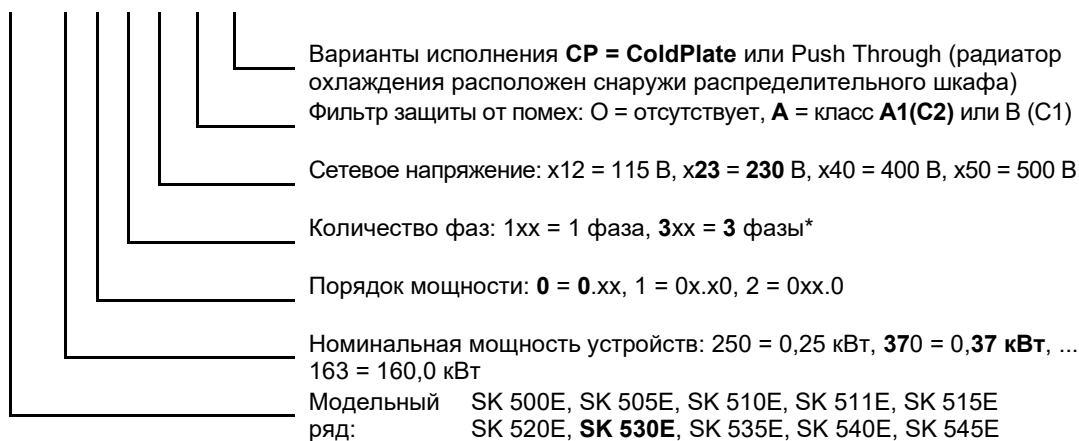 Варианты исполнения CP = ColdPlate или Push Through (радиатор
охлаждения расположен снаружи распределительного шкафа)
Фильтр защиты от помех: О = отсутствует, A = класс A1(C2) или B (C1)
Сетевое напряжение: x12 = 115 В, x23 = 230 В, x40 = 400 В, x50 = 500 В
Количество фаз: 1xx = 1 фаза, 3xx = 3 фазы*
Порядок мощности: 0 = 0.xx, 1 = 0x.x0, 2 = 0xx.0
Номинальная мощность устройств: 250 = 0,25 кВт, 370 = 0,37 кВт, ...
163 = 160,0 кВт
Модельный SK 500E, SK 505E, SK 510E, SK 511E, SK 515E
ряд: SK 520E, SK 530E, SK 535E, SK 540E, SK 545E